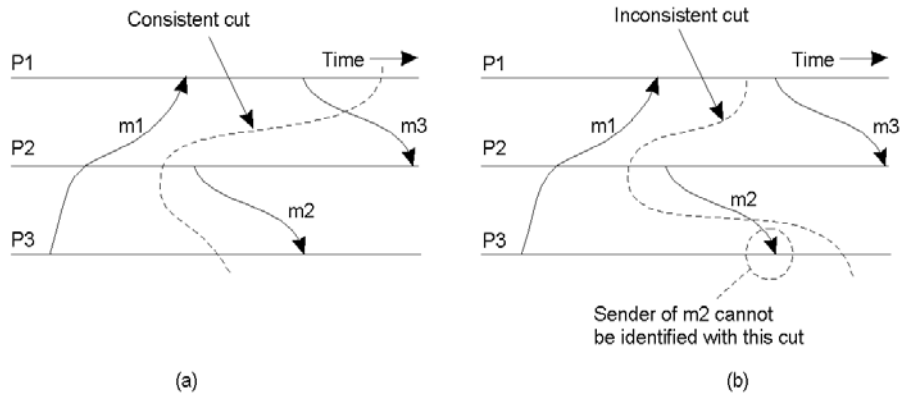 Consistent cut
P1
Time
m1
m3
P2
m2
P3
(a)
Inconsistent cut
P1
Time
m1
m3
P2
m2
P3
Sender of m2 cannot
be identified with this cut
(b)